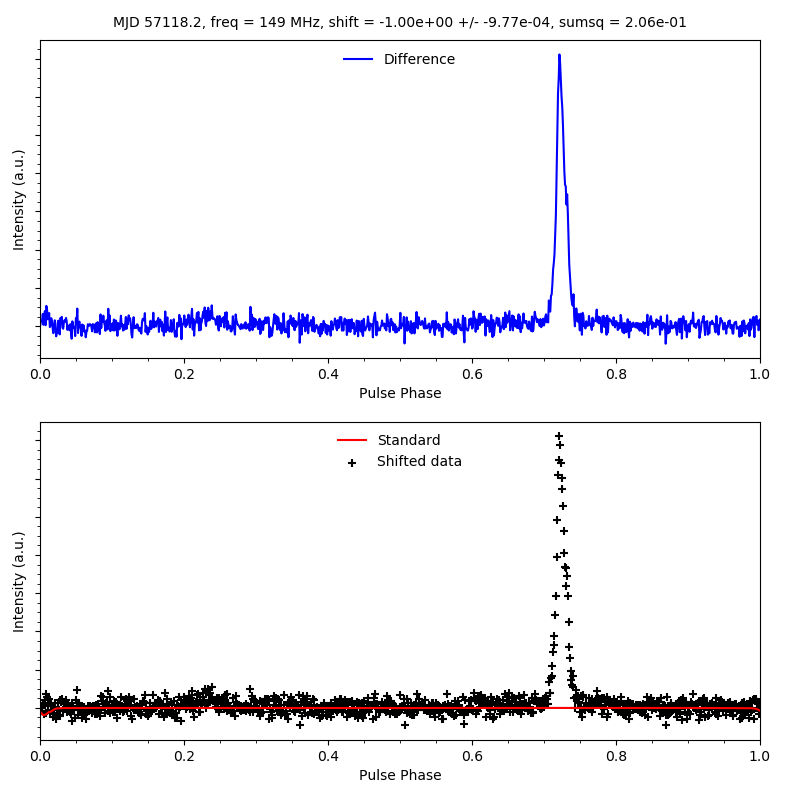 MJD 57118.2, freq = 149 MHz, shift = -1.00e+00 +/- -9.77e-04, sumsq = 2.06e-01
Difference
Intensity (a.u.)
0.0 0.2 0.4 0.6 0.8 1.0
Pulse Phase
Standard
Shifted data
Intensity (a.u.)
0.0 0.2 0.4 0.6 0.8 1.0
Pulse Phase